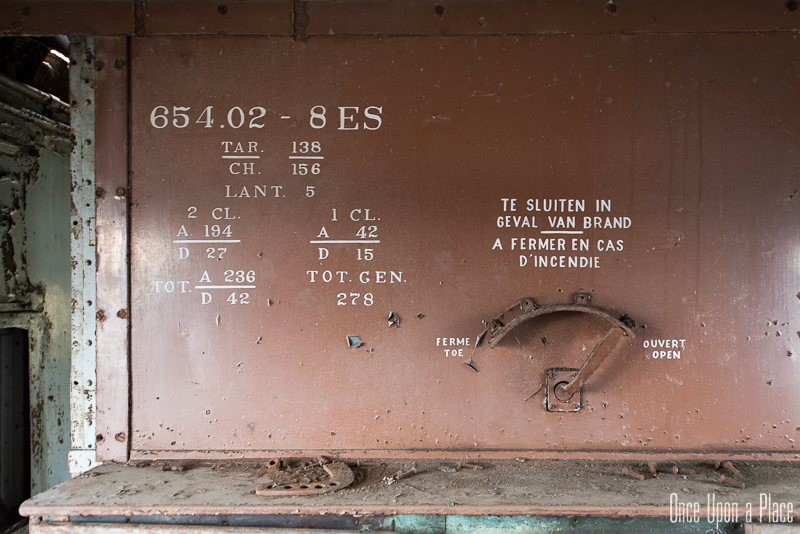 654.02 - 8ES
TAR. 138
CH. 156
LANT. 5
2 CL.
A 194
D 27
TOT. A 236
D 42
1 CL.
A 42
D 15
TOT. GEN.
278
TE SLUITEN IN
GEVAL VAN BRAND
A FERMER EN CAS
D'INCENDIE
FERME
TOE
OUVERT
OPEN
Once Upon a Place